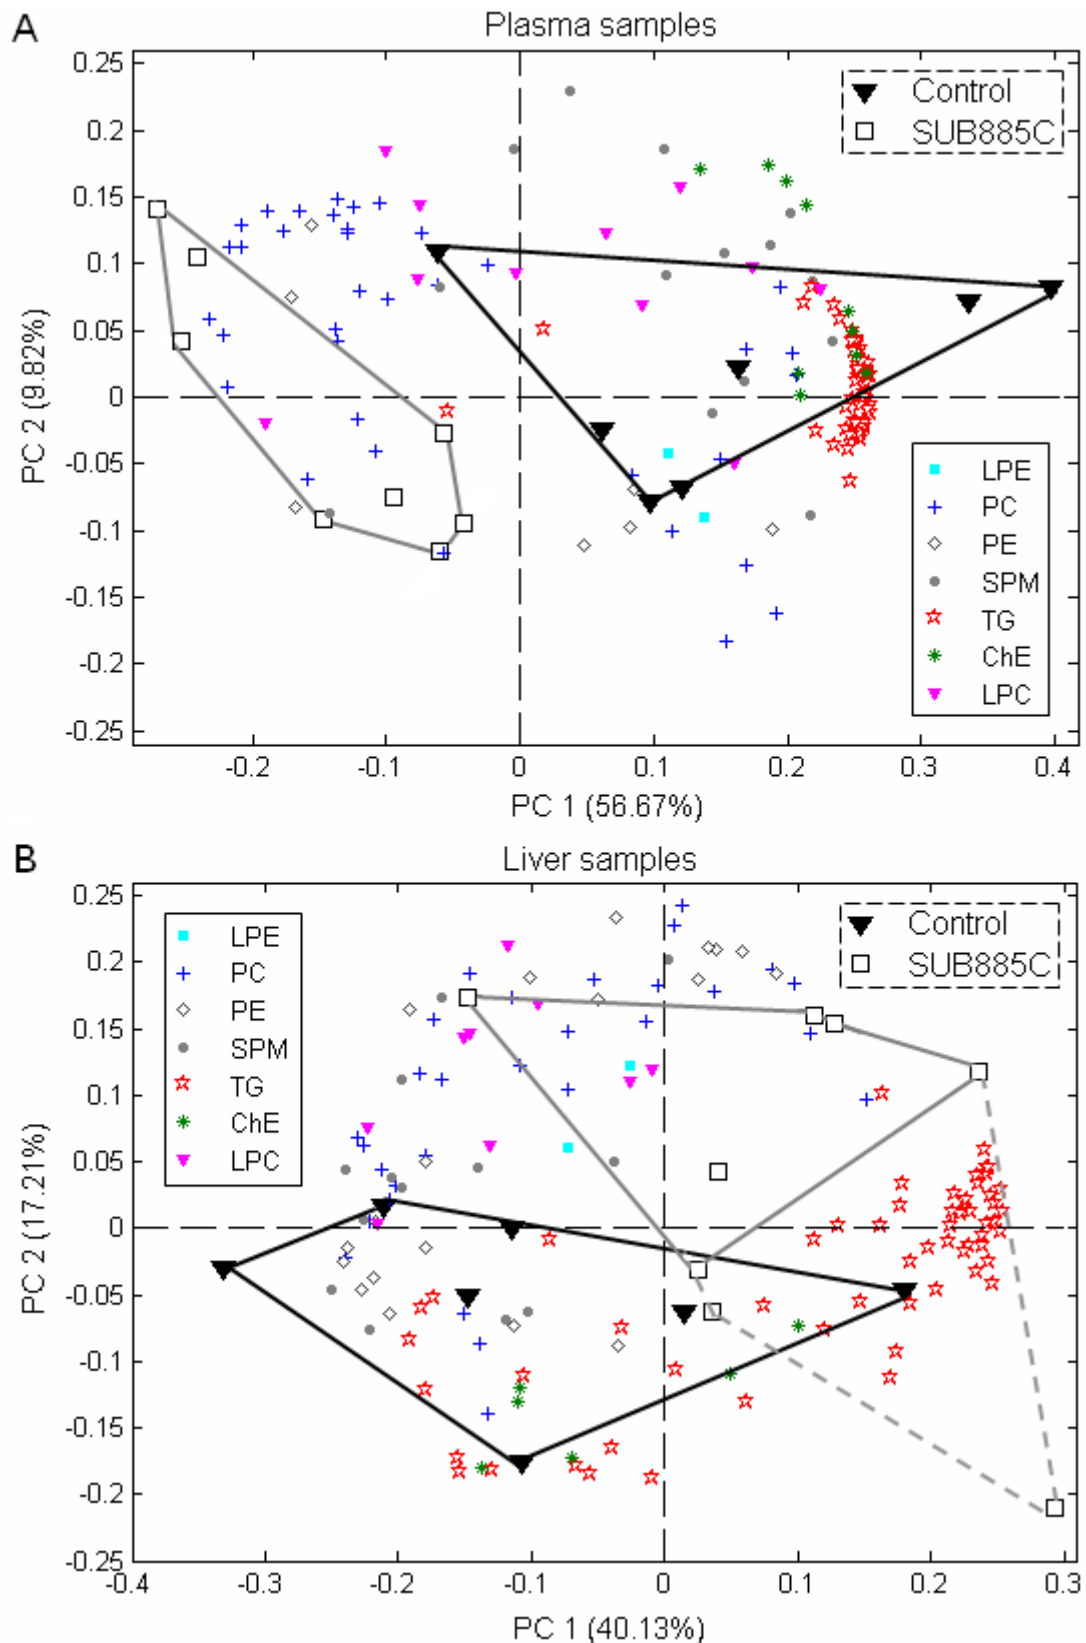 A
Plasma samples
0.25
0.2
0.15
0.1
0.05
0
-0.05
-0.1
-0.15
-0.2
-0.25
PC 2 (9.82%)
Control
SUB885C
LPE
PC
PE
SPM
TG
ChE
LPC
-0.2
-0.1
0
0.1
0.2
0.3
0.4
PC 1 (56.67%)
B
Liver samples
0.25
0.2
0.15
0.1
0.05
0
-0.05
-0.1
-0.15
-0.2
-0.25
PC 2 (17.21%)
LPE
PC
PE
SPM
TG
ChE
LPC
Control
SUB885C
-0.4
-0.3
-0.2
-0.1
0
0.1
0.2
0.3
PC 1 (40.13%)